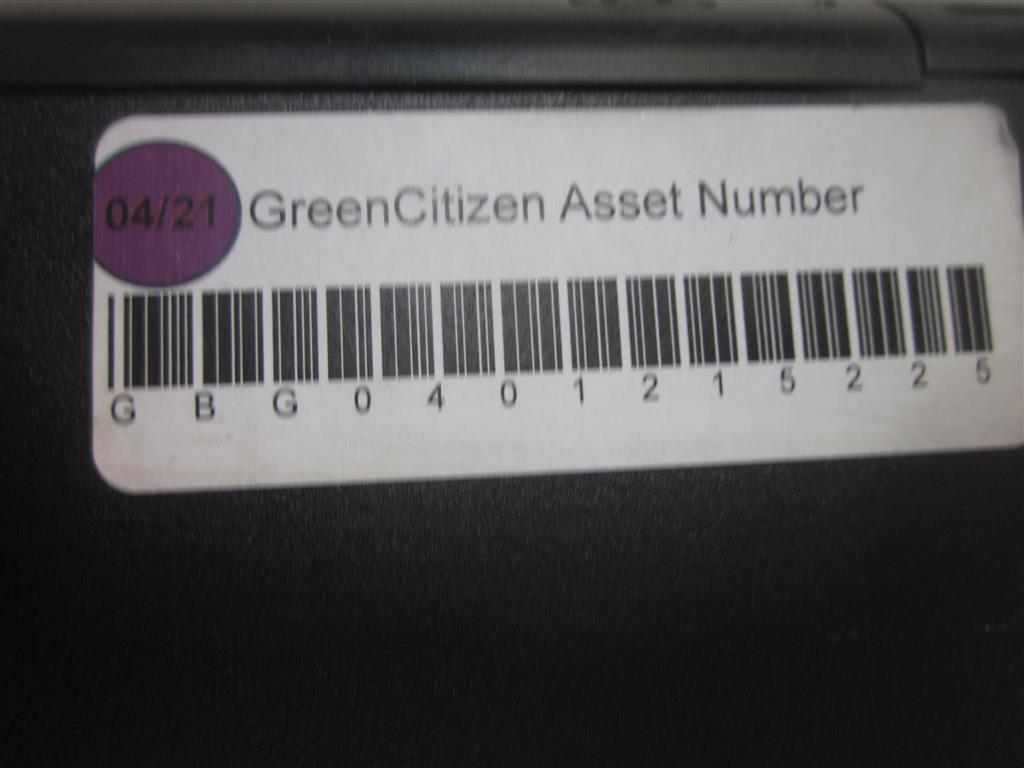 04/21 GreenCitizen Asset Number
G B G 0 4 0 1 2 1 5 2 2 5